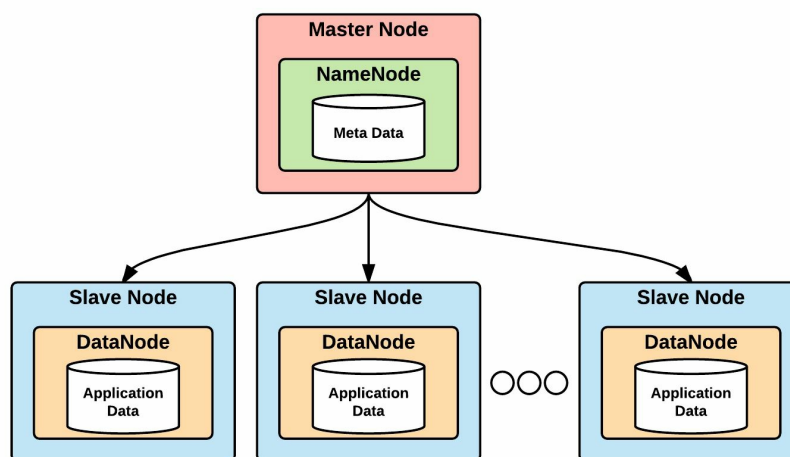 Master Node
NameNode
Meta Data
Slave Node
DataNode
Application
Data
Slave Node
DataNode
Application
Data
Slave Node
DataNode
Application
Data